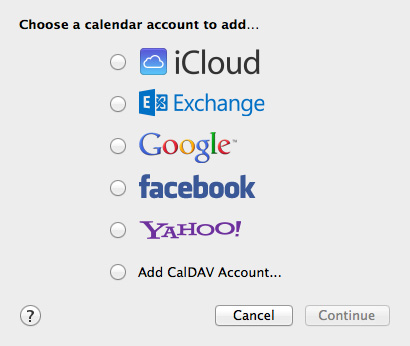 Choose a calendar account to add...
iCloud
E Exchange
Google™
facebook
YAHOO!
Add CalDAV Account...
?
Cancel
Continue